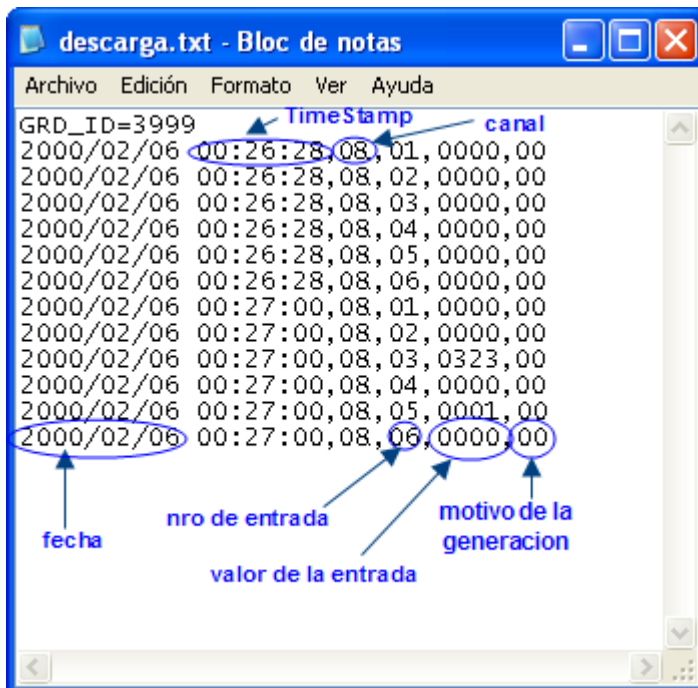 descarga.txt - Bloc de notas
Archivo Edición Formato Ver Ayuda
TimeStamp
canal
GRD_ID=3999
2000/02/06 00:26:28,08,01,0000,00
2000/02/06 00:26:28,08,02,0000,00
2000/02/06 00:26:28,08,03,0000,00
2000/02/06 00:26:28,08,04,0000,00
2000/02/06 00:26:28,08,05,0000,00
2000/02/06 00:26:28,08,06,0000,00
2000/02/06 00:27:00,08,01,0000,00
2000/02/06 00:27:00,08,02,0000,00
2000/02/06 00:27:00,08,03,0323,00
2000/02/06 00:27:00,08,04,0000,00
2000/02/06 00:27:00,08,05,0001,00
2000/02/06 00:27:00,08,06,0000,00
fecha
nro de entrada
valor de la entrada
motivo de la
generacion